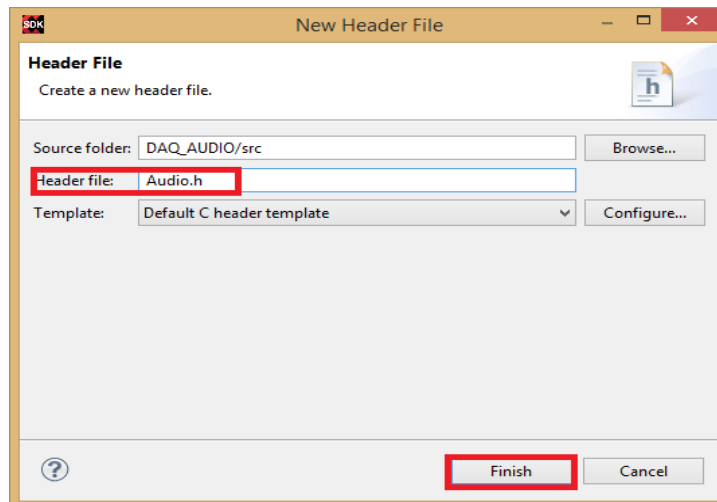 SDK New Header File
Header File
Create a new header file.
h
Source folder: DAQ_AUDIO/src Browse...
Header file: Audio.h
Template: Default C header template Configure...
? Finish Cancel